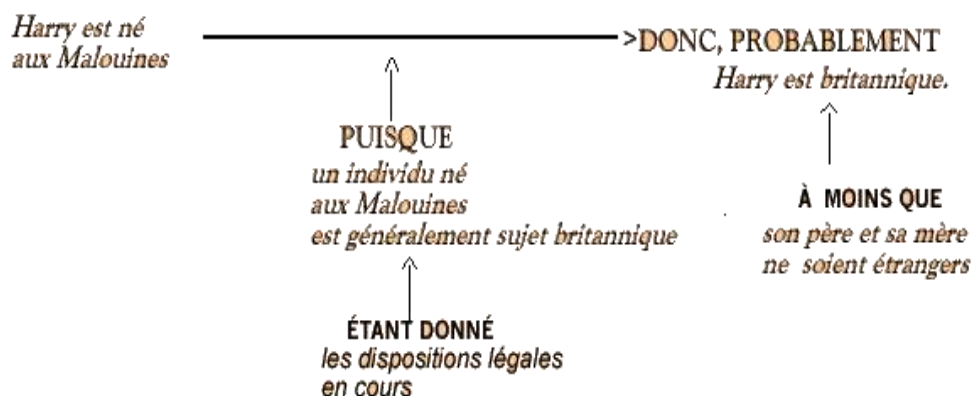 Harry est né
aux Malouines
>DONC, PROBABLEMENT
Harry est britannique.
PUISQUE
un individu né
aux Malouines
est généralement sujet britannique
À MOINS QUE
son père et sa mère
ne soient étrangers
ÉTANT DONNÉ
les dispositions légales
en cours